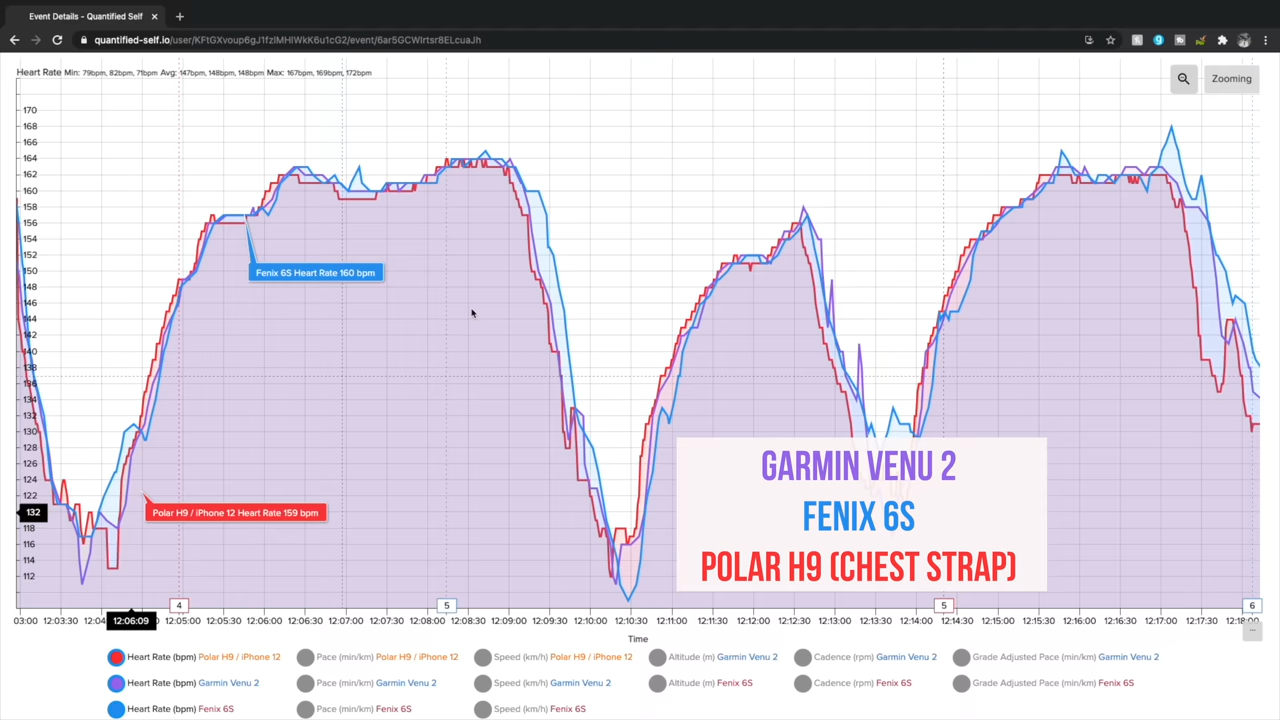 Event Details - Quantified Self
quantified-self.io/user/KFtGXvoup6gJ1fzIMHIWkK6u1cG2/event/6ar5GCWIrtsr8ELcuaJh
Heart Rate Min: 79bpm, 82bpm, 71bpm Avg: 147bpm, 148bpm, 148bpm Max: 167bpm, 169bpm, 172bpm
Zooming
170
168
166
164
162
160
158
156
154
152
150
148
146
144
142
140
138
136
134
132
130
128
126
124
122
132
118
116
114
112
Fenix 6S Heart Rate 160 bpm
Polar H9 / iPhone 12 Heart Rate 159 bpm
GARMIN VENU 2
FENIX 6S
POLAR H9 (CHEST STRAP)
4 5 5 6
03:00 12:03:30 12:04 12:06:09 12:05:00 12:05:30 12:06:00 12:06:30 12:07:00 12:07:30 12:08:00 12:08:30 12:09:00 12:09:30 12:10:00 12:10:30 12:11:00 12:11:30 12:12:00 12:12:30 12:13:00 12:13:30 12:14:00 12:14:30 12:15:00 12:15:30 12:16:00 12:16:30 12:17:00 12:17:30 12:18:00
...
Time
Heart Rate (bpm) Polar H9 / iPhone 12 Pace (min/km) Polar H9 / iPhone 12 Speed (km/h) Polar H9 / iPhone 12 Altitude (m) Garmin Venu 2 Cadence (rpm) Garmin Venu 2 Grade Adjusted Pace (min/km) Garmin Venu 2
Heart Rate (bpm) Garmin Venu 2 Pace (min/km) Garmin Venu 2 Speed (km/h) Garmin Venu 2 Altitude (m) Fenix 6S Cadence (rpm) Fenix 6S Grade Adjusted Pace (min/km) Fenix 6S
Heart Rate (bpm) Fenix 6S Pace (min/km) Fenix 6S Speed (km/h) Fenix 6S